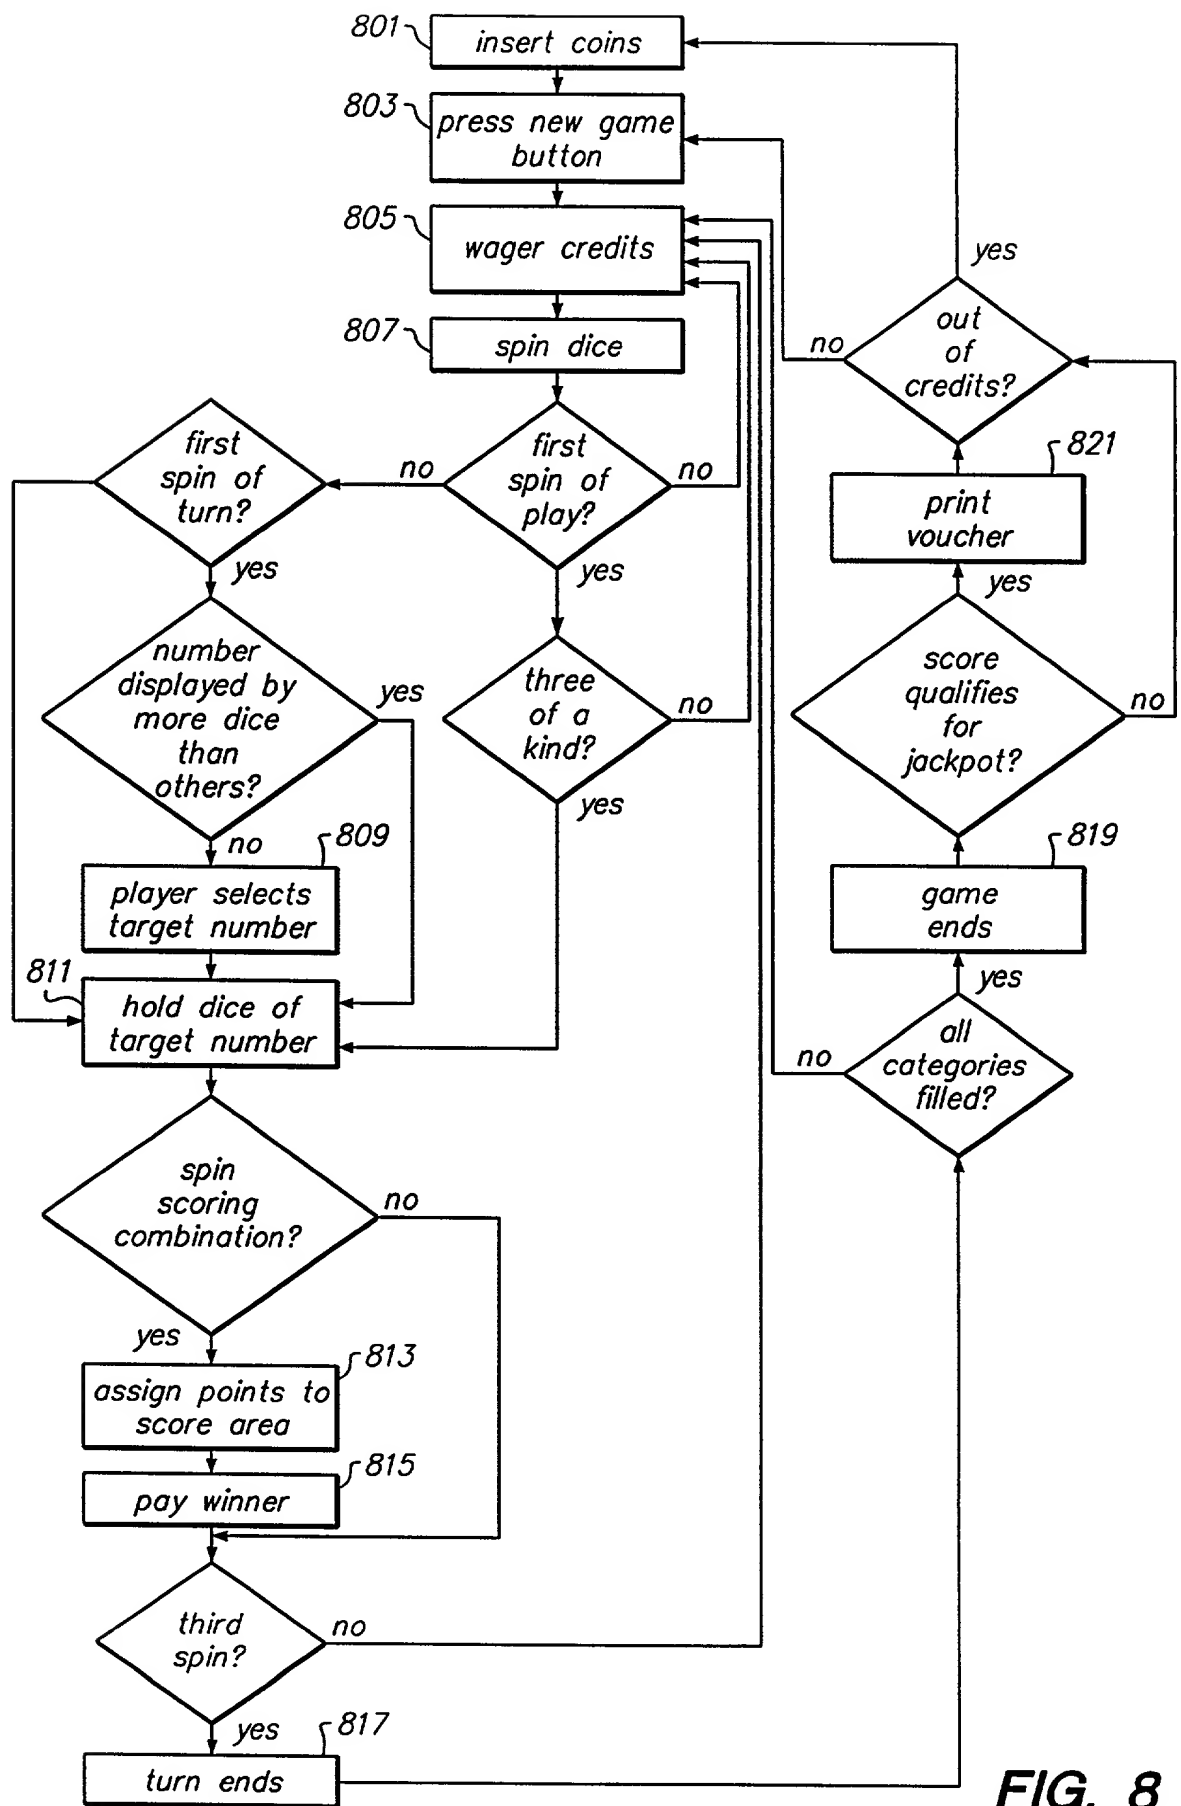 801
insert coins
803
press new game
button
805
wager credits
807
spin dice
first
spin of
play?
no
no
yes
first
spin of
turn?
yes
number
displayed by
more dice
than
others?
yes
no
three
of a
kind?
no
yes
809
player selects
target number
811
hold dice of
target number
spin
scoring
combination?
no
yes
813
assign points to
score area
815
pay winner
third
spin?
no
yes
817
turn ends
all
categories
filled?
no
yes
819
game
ends
score
qualifies
for
jackpot?
no
yes
821
print
voucher
out
of
credits?
no
yes
FIG. 8